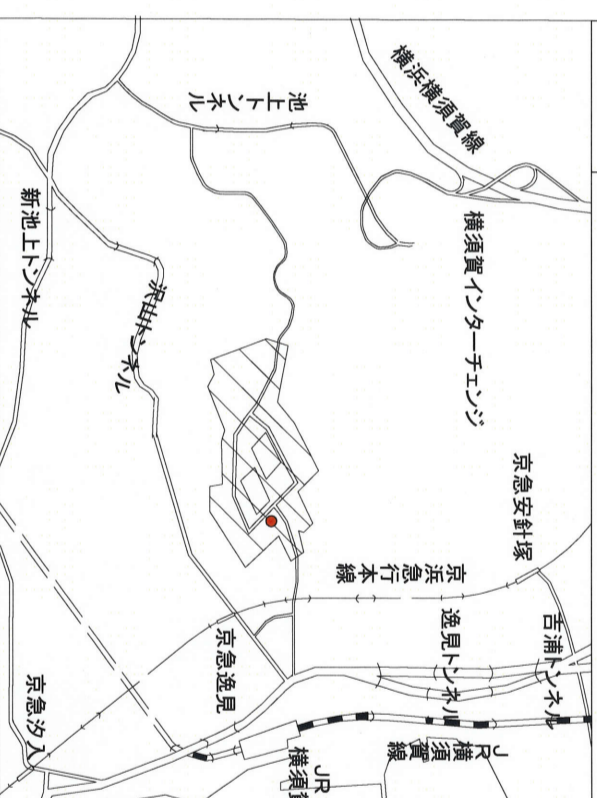 横浜横須賀線
池上トンネル
横須賀インターチェンジ
新池上トンネル
沢山トンネル
京急安針塚
京浜急行本線
逸見トンネル
吉浦トンネル
京急逸見
京急汐入
JR横須賀線
JR
横須賀